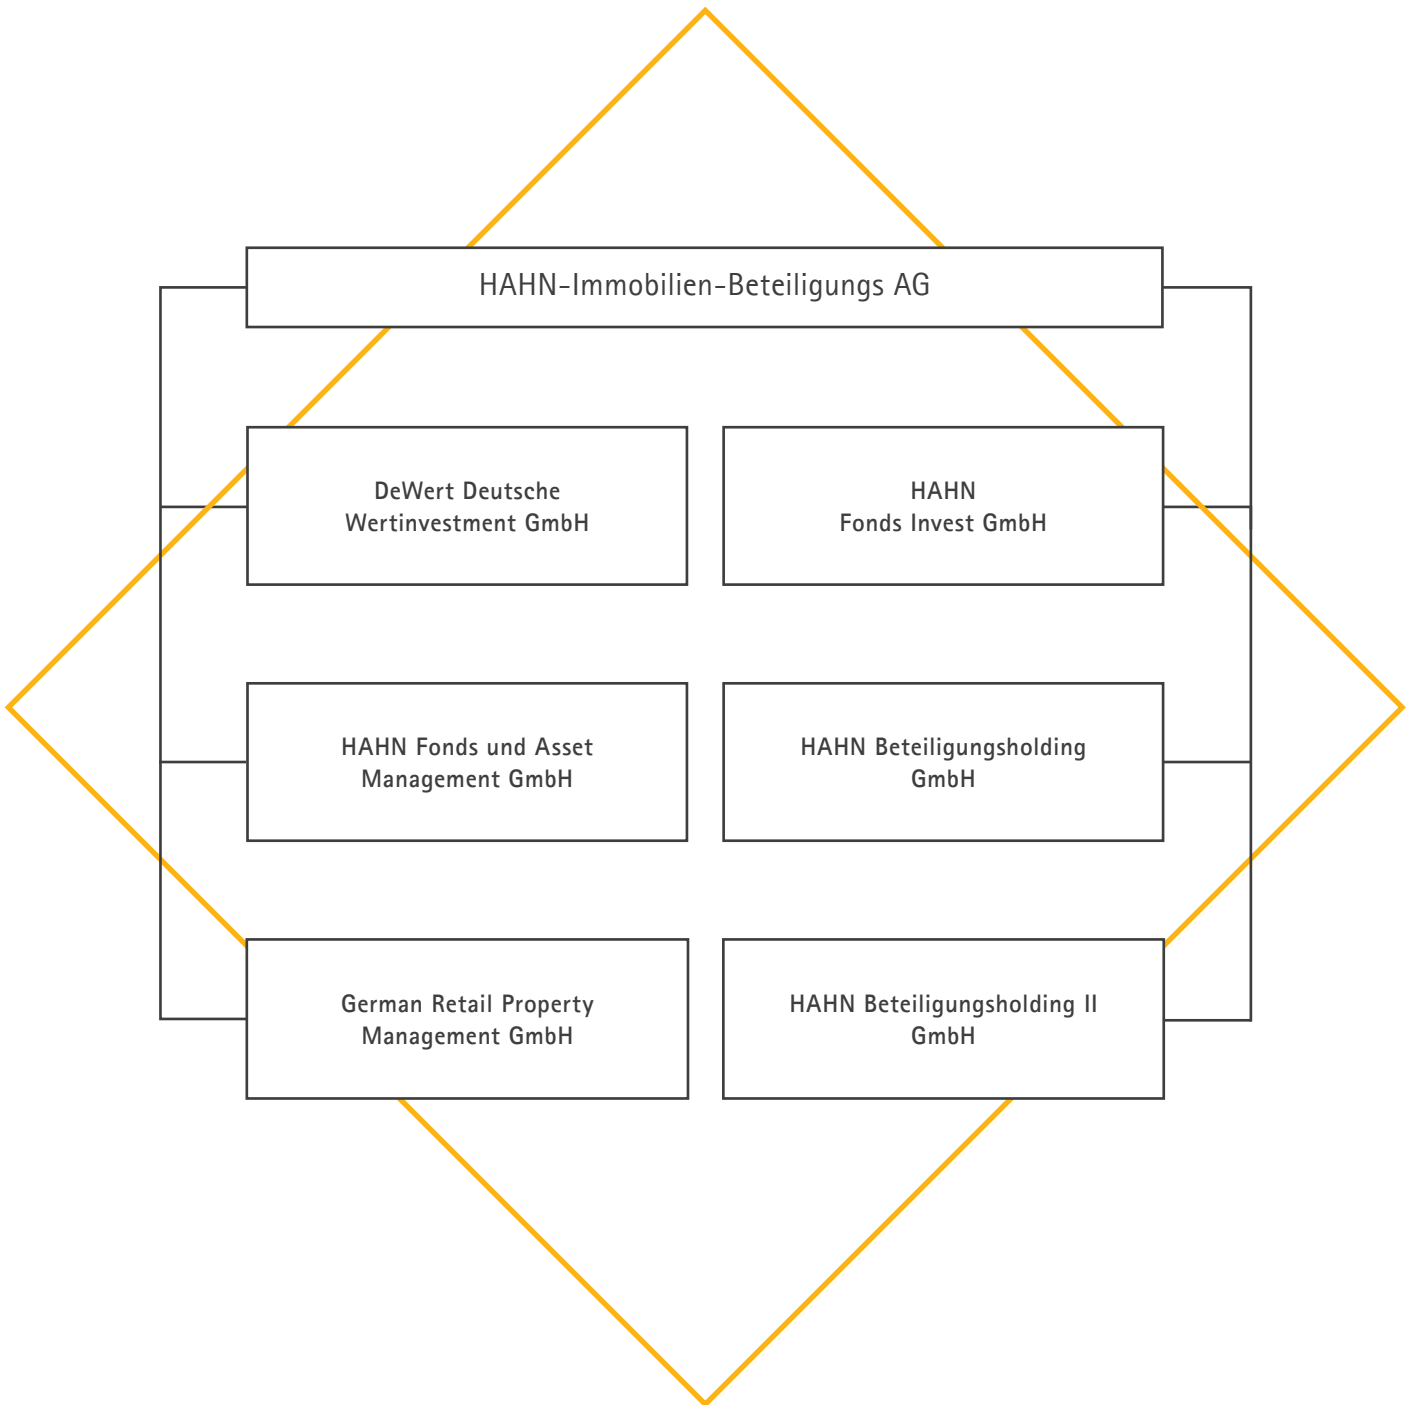 HAHN-Immobilien-Beteiligungs AG
DeWert Deutsche
Wertinvestment GmbH
HAHN
Fonds Invest GmbH
HAHN Fonds und Asset
Management GmbH
HAHN Beteiligungsholding
GmbH
German Retail Property
Management GmbH
HAHN Beteiligungsholding II
GmbH